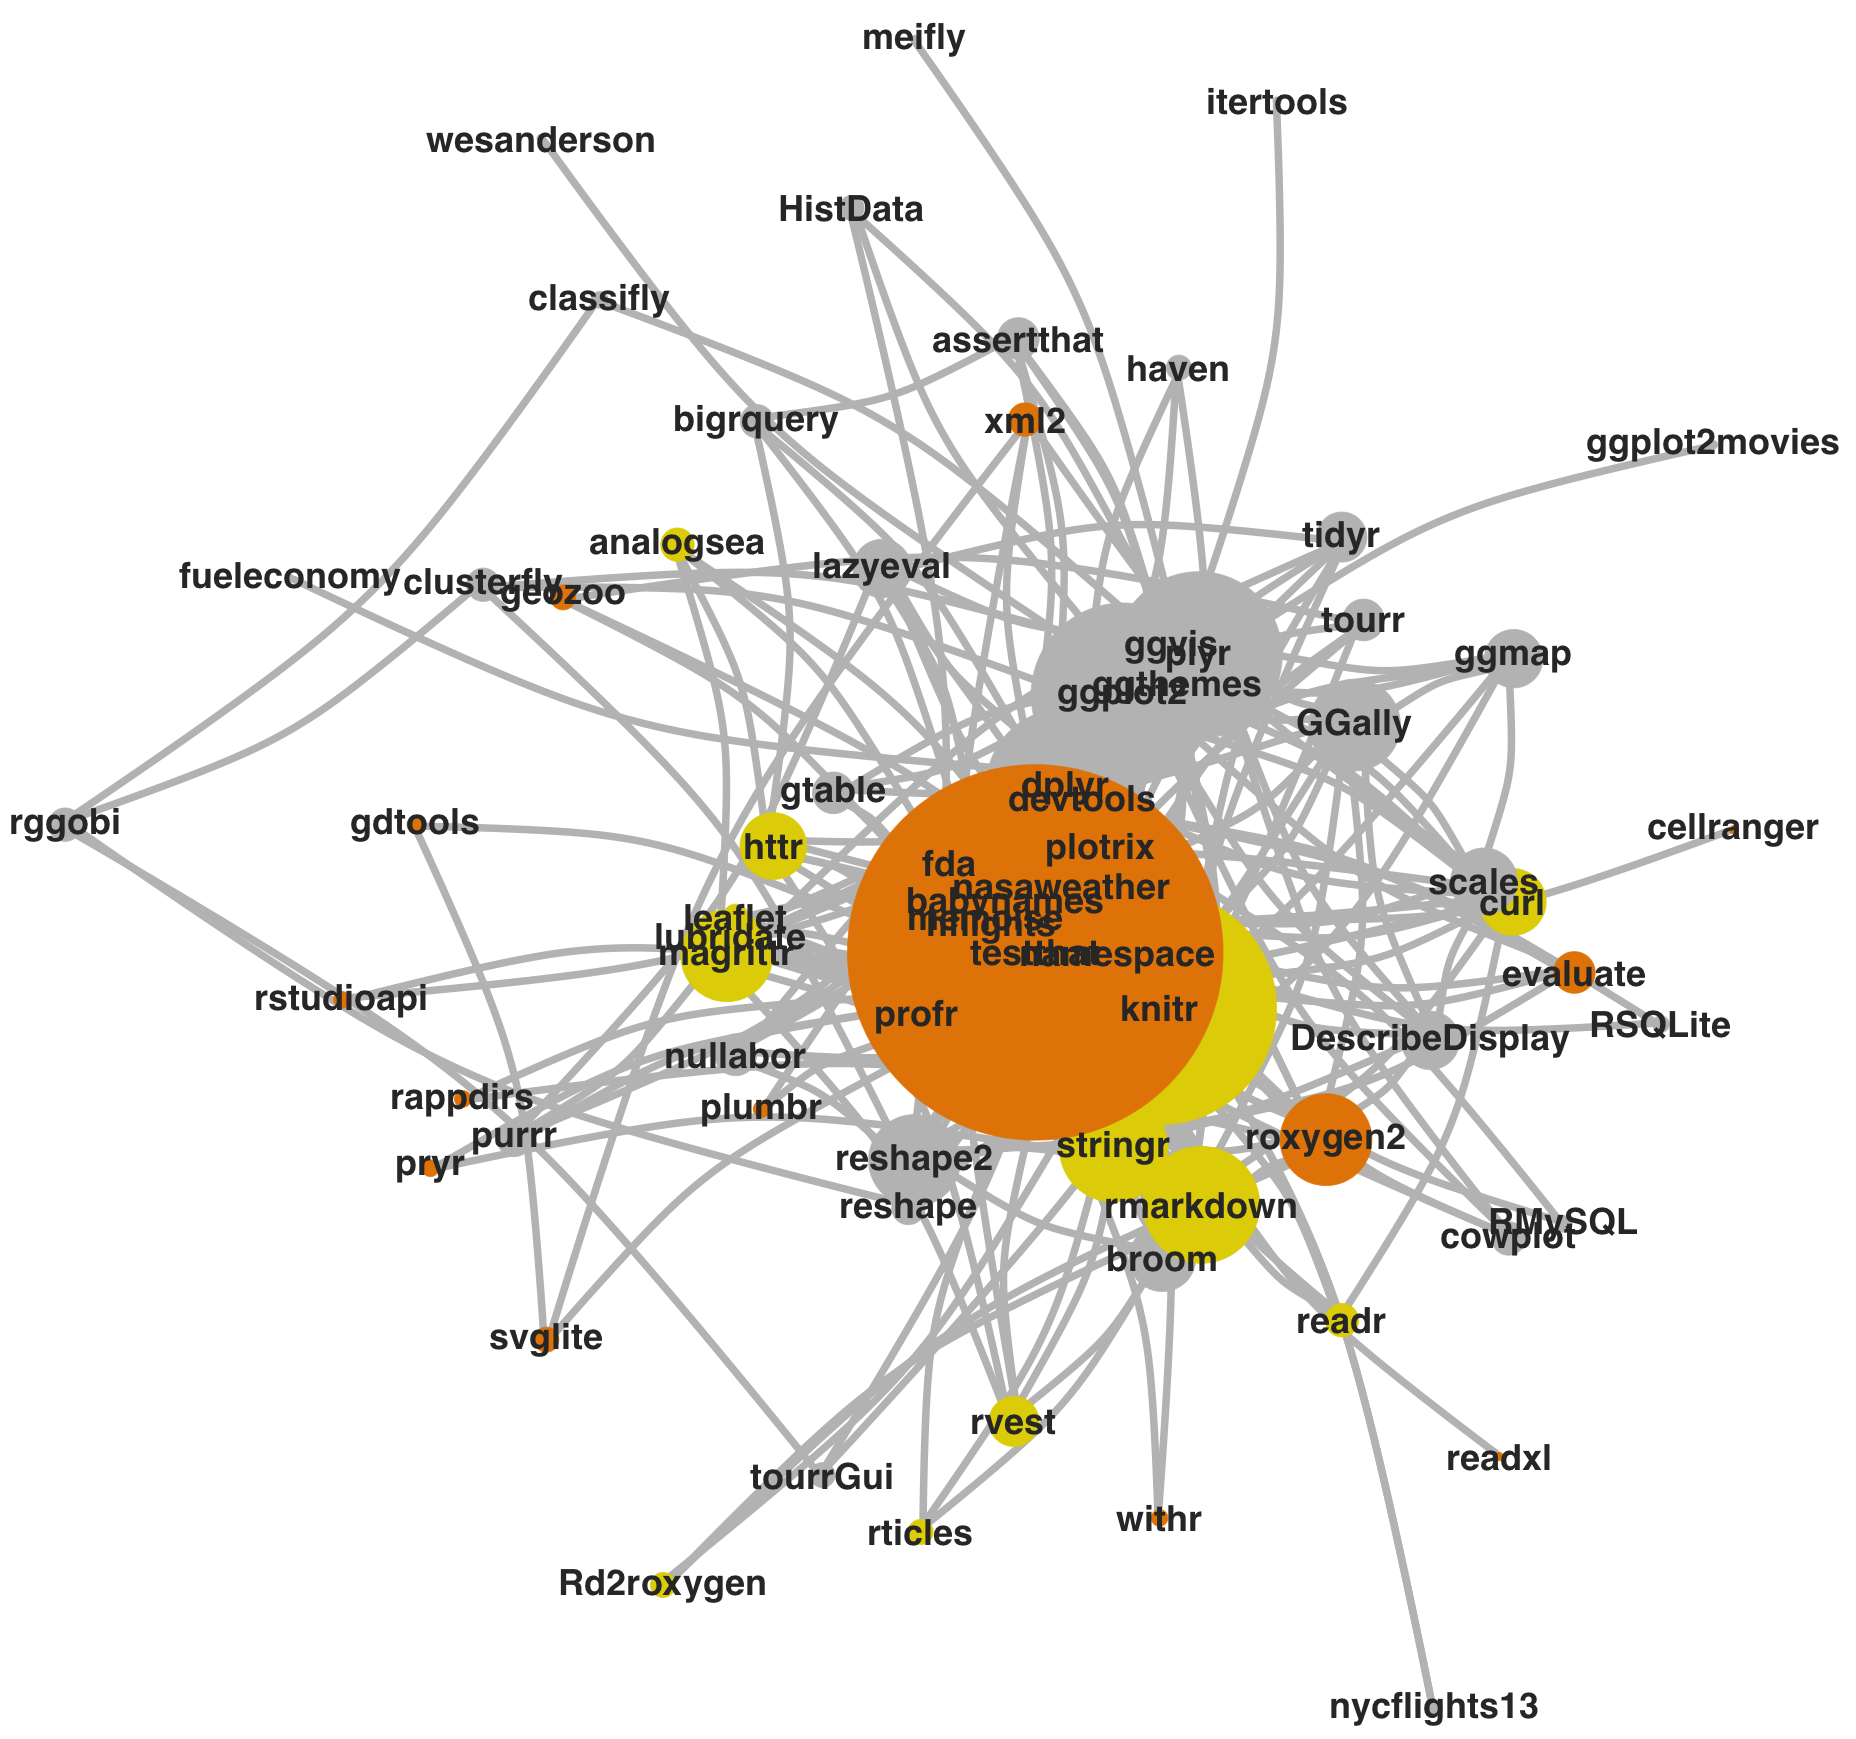 meifly
itertools
wesanderson
HistData
classifly
assertthat
haven
bigrquery
xml2
ggplot2movies
tidyr
analogsea
lazyeval
fueleconomy
clusterfly
geozoo
tourr
ggvis
plyr
ggmap
ggthemes
ggplot2
GGally
dplyr
gtable
devtools
rggobi
gdtools
cellranger
httr
plotrix
fda
scales
nasaweather
babynames
curl
leaflet
memoise
hflights
lubridate
magrittr
testthat
namespace
evaluate
rstudioapi
profr
knitr
RSQLite
DescribeDisplay
nullabor
rappdirs
plumbr
purrr
roxygen2
stringr
reshape2
pryr
reshape
rmarkdown
RMySQL
cowplot
broom
readr
svglite
rvest
readxl
tourrGui
withr
rticles
Rd2roxygen
nycflights13